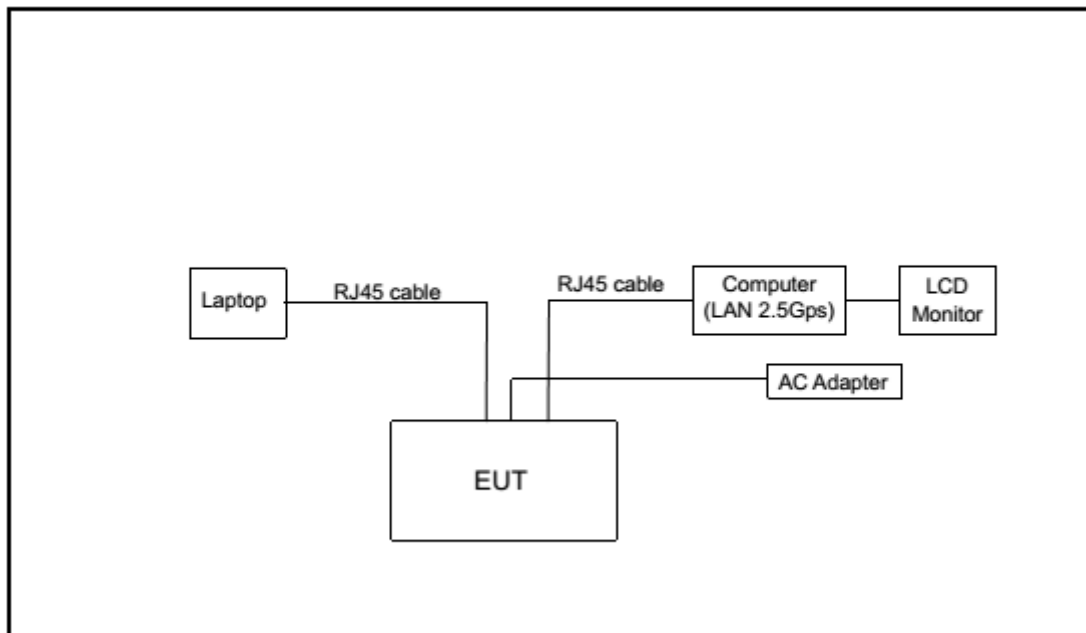 Laptop
RJ45 cable
RJ45 cable
Computer
(LAN 2.5Gps)
LCD
Monitor
AC Adapter
EUT